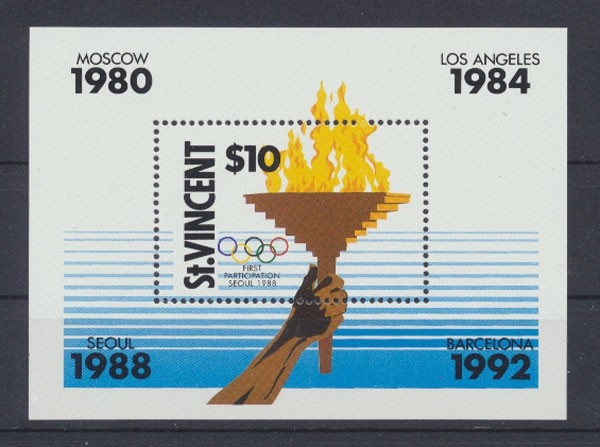 MOSCOW
1980
LOS ANGELES
1984
St.VINCENT
$10
FIRST
PARTICIPATION
SEOUL 1988
SEOUL
1988
BARCELONA
1992